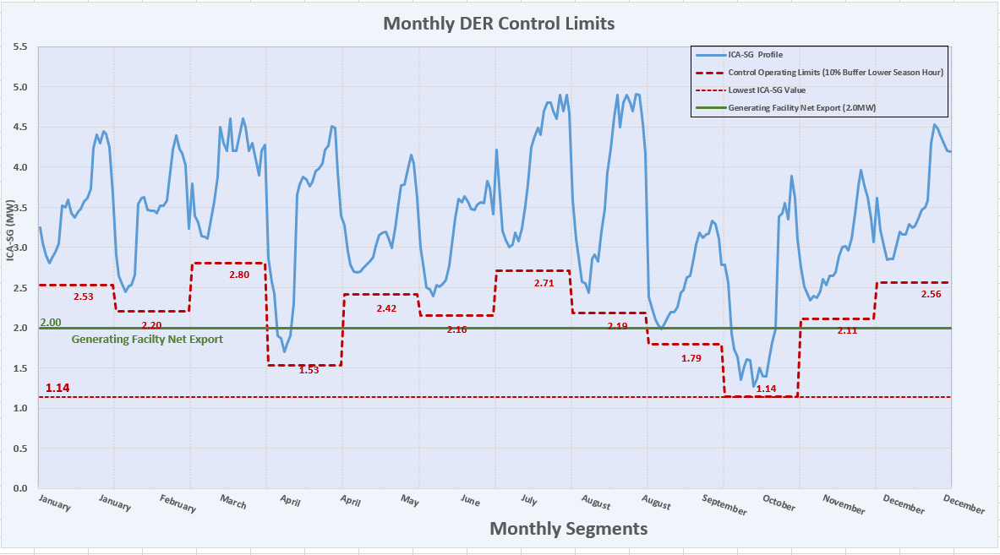 Monthly DER Control Limits
ICA-SG Profile
Control Operating Limits (10% Buffer Lower Season Hour)
Lowest ICA-SG Value
Generating Facility Net Export (2.0MW)
ICA-SG (MW)
5.5
5.0
4.5
4.0
3.5
3.0
2.5
2.0
1.5
1.0
0.5
0.0
2.53
2.20
2.80
1.53
2.42
2.16
2.71
2.19
1.79
1.14
2.11
2.56
2.00
Generating Facilty Net Export
1.14
January
January
February
March
April
April
May
June
July
August
August
September
October
November
December
December
Monthly Segments